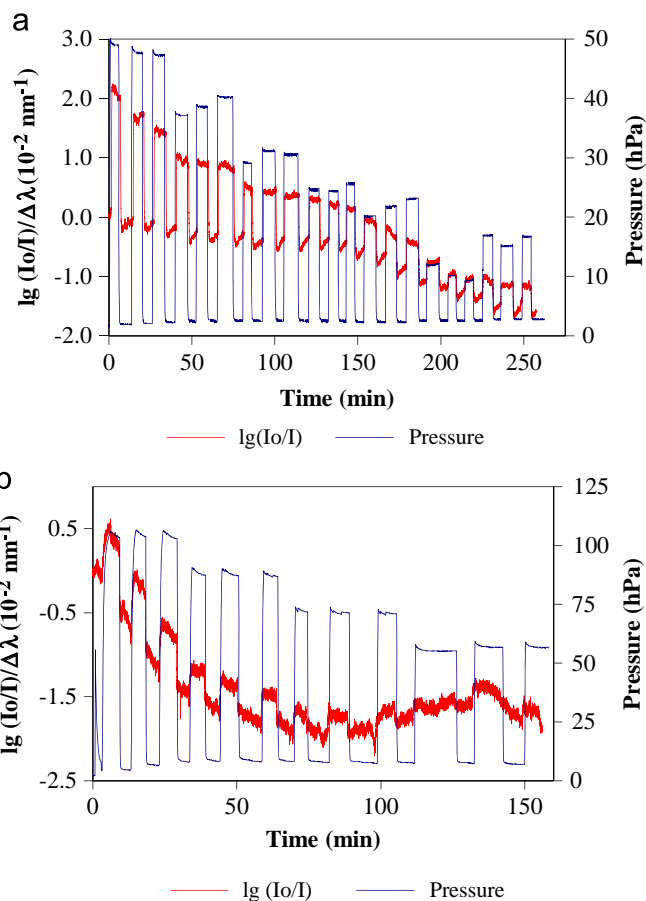 a
3.0
2.0
1.0
0.0
-1.0
-2.0
lg (Io/I)/Δλ(10⁻² nm⁻¹)
50
40
30
20
10
0
Pressure (hPa)
0 50 100 150 200 250
Time (min)
lg(Io/I) Pressure
b
0.5
-0.5
-1.5
-2.5
lg (Io/I)/Δλ(10⁻² nm⁻¹)
125
100
75
50
25
0
Pressure (hPa)
0 50 100 150
Time (min)
lg (Io/I) Pressure